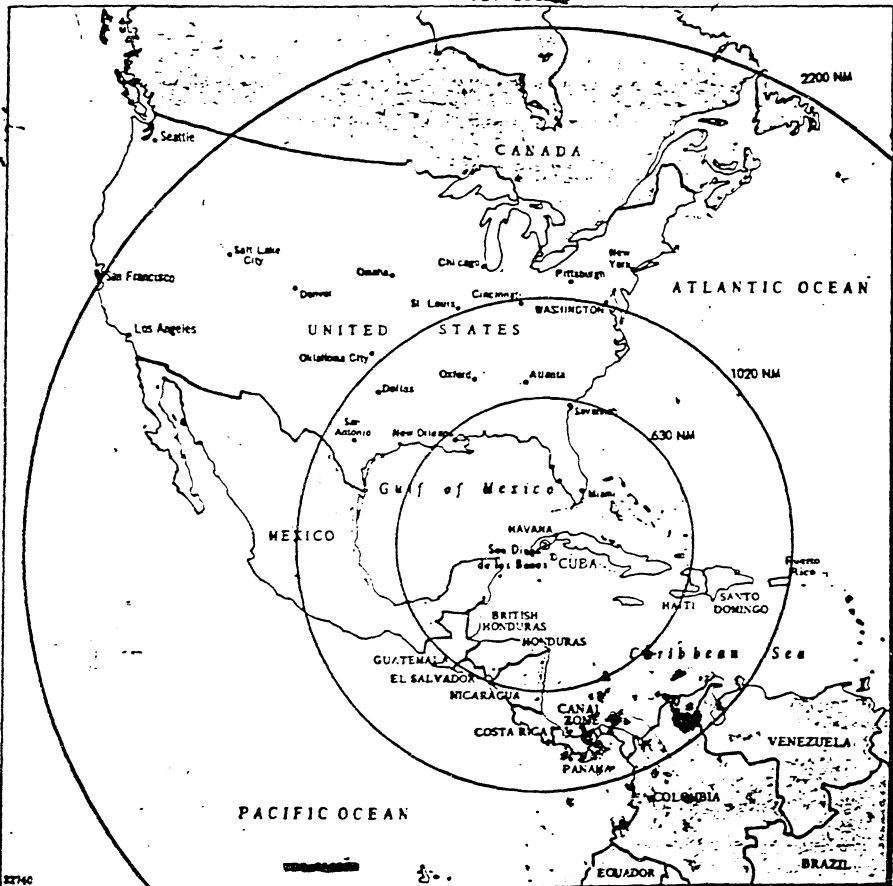 2200 NM
Seattle
CANADA
Salt Lake
City
San Francisco
Omaha
Chicago
New
York
Pittsburgh
Denver
ATLANTIC OCEAN
St Louis
Cincinnati
WASHINGTON
Los Angeles
UNITED STATES
Oklahoma City
1020 NM
Oxford
Atlanta
Dallas
Savannah
San
Antonio
New Orleans
630 NM
Gulf of Mexico
Miami
HAVANA
MEXICO
San Diego
de los Banos
CUBA
Puerto
Rico
HAITI
SANTO
DOMINGO
BRITISH
HONDURAS
HONDURAS
Caribbean Sea
GUATEMALA
EL SALVADOR
NICARAGUA
CANAL
ZONE
COSTA RICA
VENEZUELA
PANAMA
COLOMBIA
PACIFIC OCEAN
BRAZIL
ECUADOR
32740